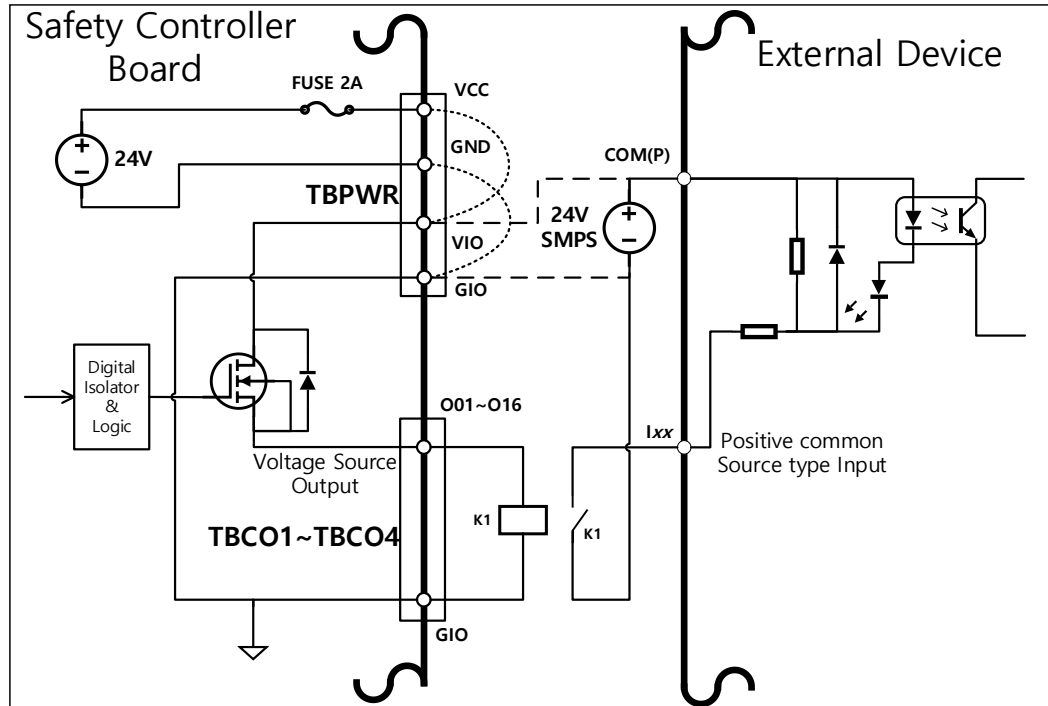 Safety Controller
Board
External Device
FUSE 2A
VCC
GND
24V
TBPWR
COM(P)
24V
SMPS
VIO
GIO
+
−
+
−
Digital
Isolator
&
Logic
O01~O16
Voltage Source
Output
Ixx
Positive common
Source type Input
K1
K1
TBCO1~TBCO4
GIO